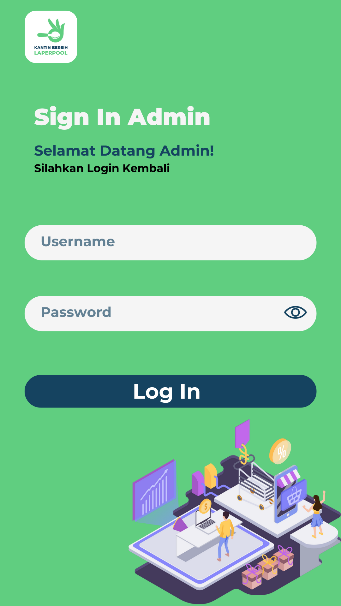 KANTIN BERSIH
LAPERPOOL
Sign In Admin
Selamat Datang Admin!
Silahkan Login Kembali
Username
Password
Log In
%